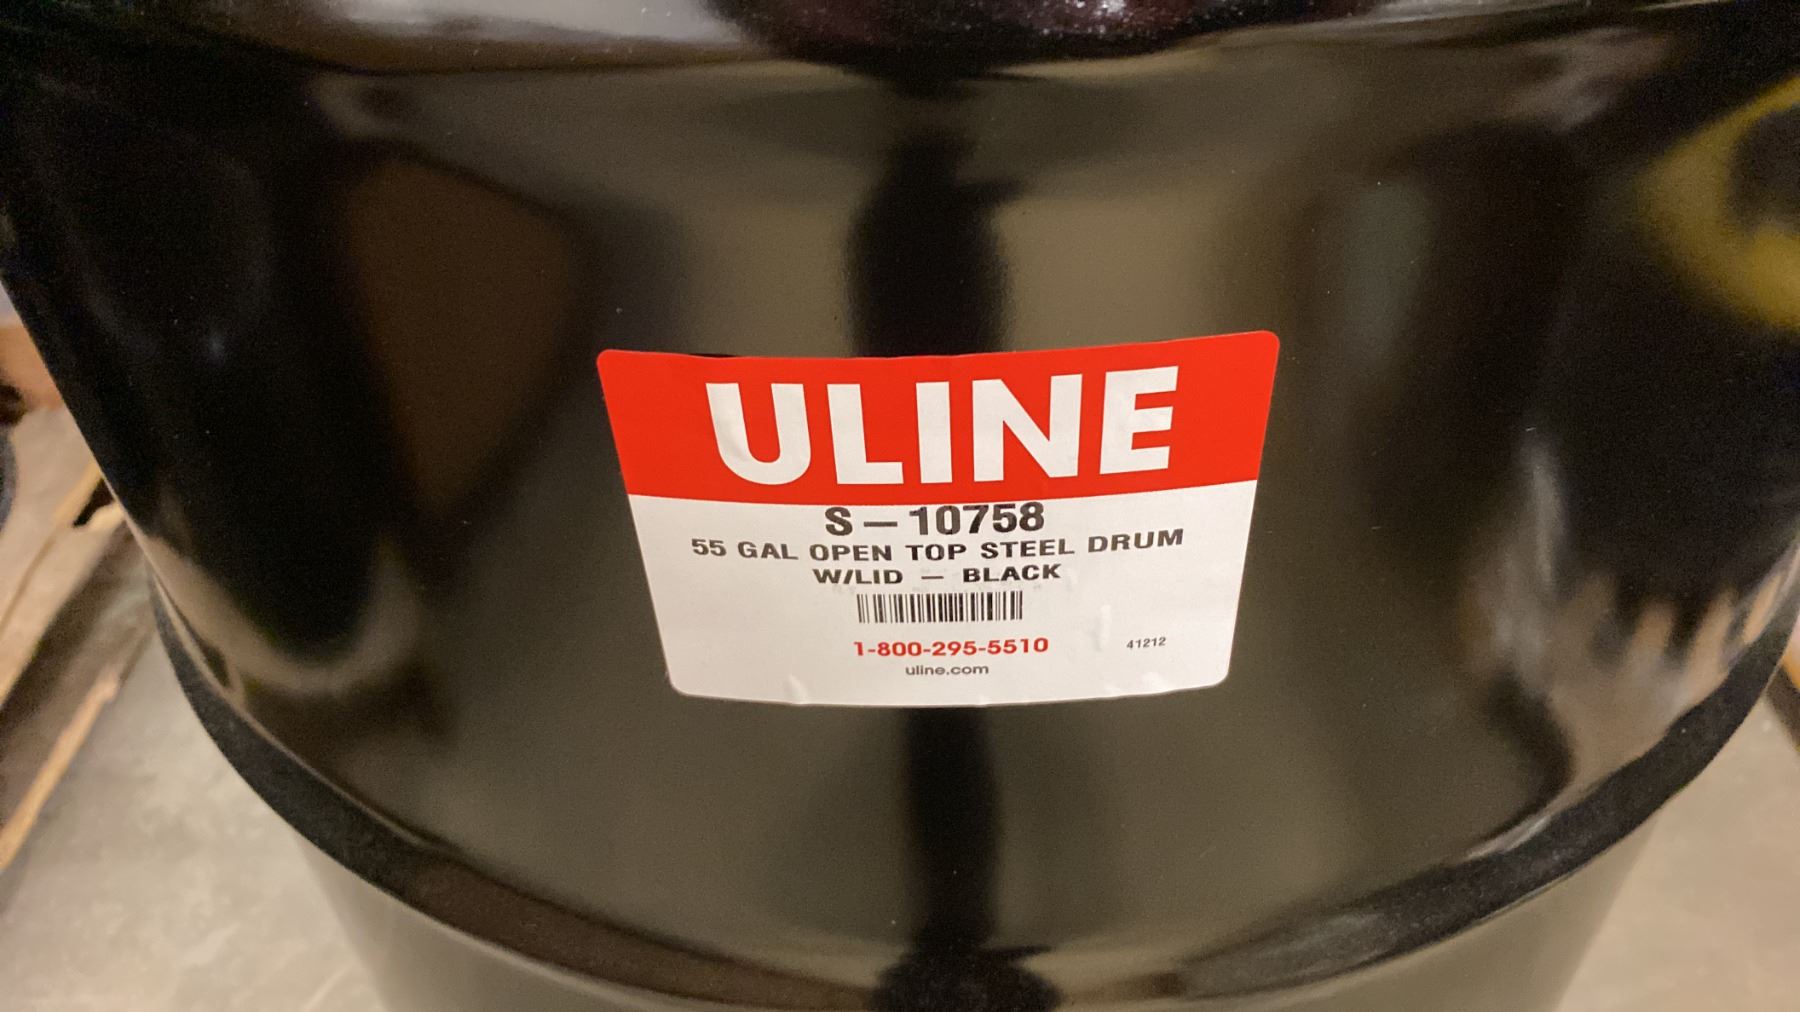 ULINE
S-10758
55 GAL OPEN TOP STEEL DRUM
W/LID - BLACK
1-800-295-5510
41212
uline.com